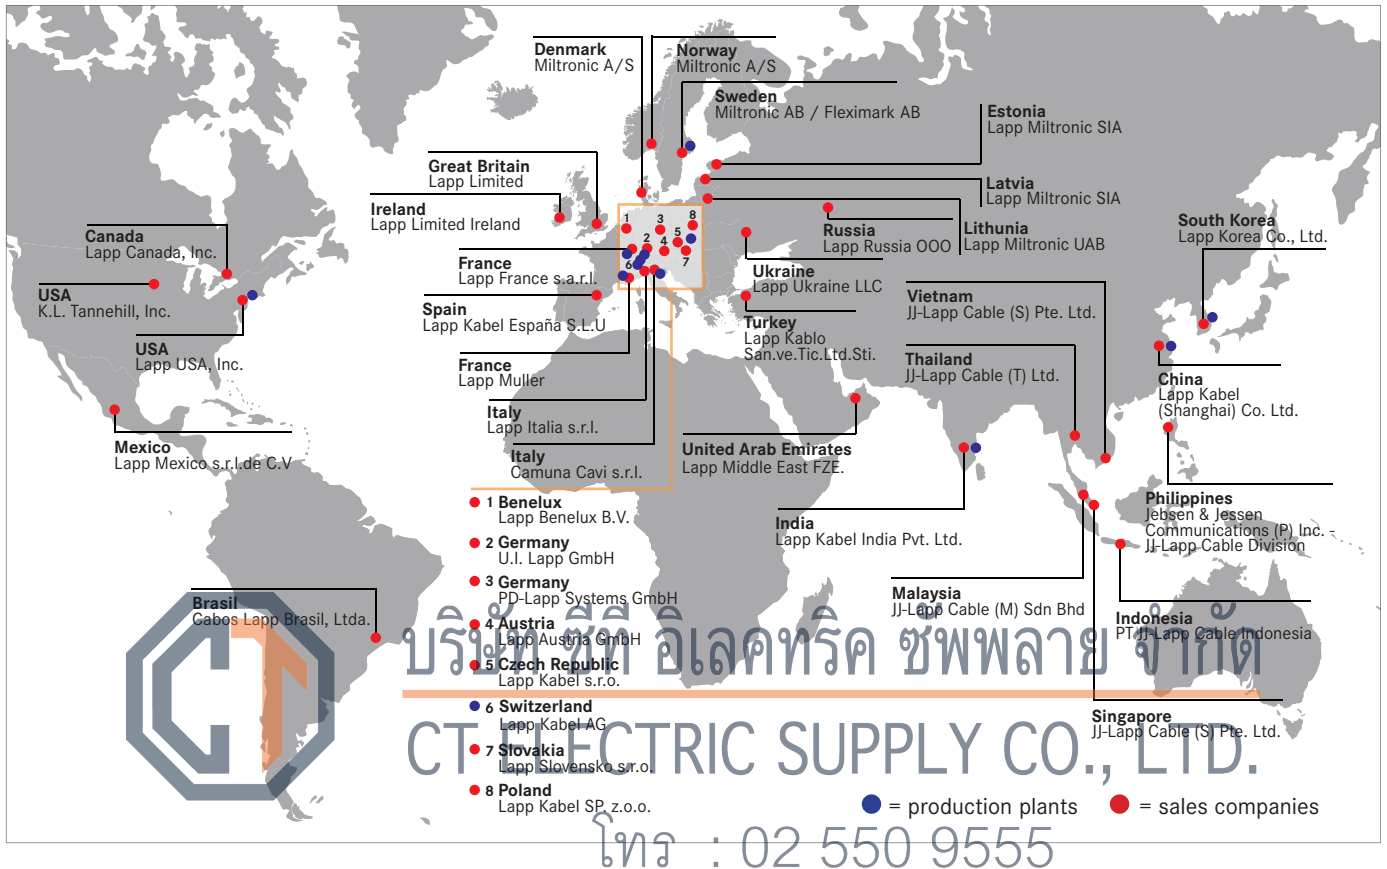 Denmark
Miltronic A/S
Norway
Miltronic A/S
Sweden
Miltronic AB / Fleximark AB
Estonia
Lapp Miltronic SIA
Great Britain
Lapp Limited
Latvia
Lapp Miltronic SIA
Ireland
Lapp Limited Ireland
Russia
Lapp Russia OOO
Lithunia
Lapp Miltronic UAB
South Korea
Lapp Korea Co., Ltd.
Canada
Lapp Canada, Inc.
1
2
3
4
5
6
7
8
France
Lapp France s.a.r.l.
Ukraine
Lapp Ukraine LLC
USA
K.L. Tannehill, Inc.
Spain
Lapp Kabel España S.L.U
Vietnam
JJ-Lapp Cable (S) Pte. Ltd.
Turkey
Lapp Kablo
San.ve.Tic.Ltd.Sti.
USA
Lapp USA, Inc.
France
Lapp Muller
Thailand
JJ-Lapp Cable (T) Ltd.
China
Lapp Kabel
(Shanghai) Co. Ltd.
Italy
Lapp Italia s.r.l.
Mexico
Lapp Mexico s.r.l.de C.V
Italy
Camuna Cavi s.r.l.
United Arab Emirates
Lapp Middle East FZE.
Philippines
Jebsen & Jessen
Communications (P) Inc. -
JJ-Lapp Cable Division
India
Lapp Kabel India Pvt. Ltd.
1 Benelux
Lapp Benelux B.V.
2 Germany
U.I. Lapp GmbH
3 Germany
PD-Lapp Systems GmbH
4 Austria
Lapp Austria GmbH
5 Czech Republic
Lapp Kabel s.r.o.
6 Switzerland
Lapp Kabel AG
7 Slovakia
Lapp Slovensko s.r.o.
8 Poland
Lapp Kabel SP. z.o.o.
Malaysia
JJ-Lapp Cable (M) Sdn Bhd
Brasil
Cabos Lapp Brasil, Ltda.
Indonesia
PT JJ-Lapp Cable Indonesia
Singapore
JJ-Lapp Cable (S) Pte. Ltd.
CT
บริษัท ซีที อิเลคทริค ซัพพลาย จำกัด
CT ELECTRIC SUPPLY CO., LTD.
= production plants
= sales companies
โทร : 02 550 9555